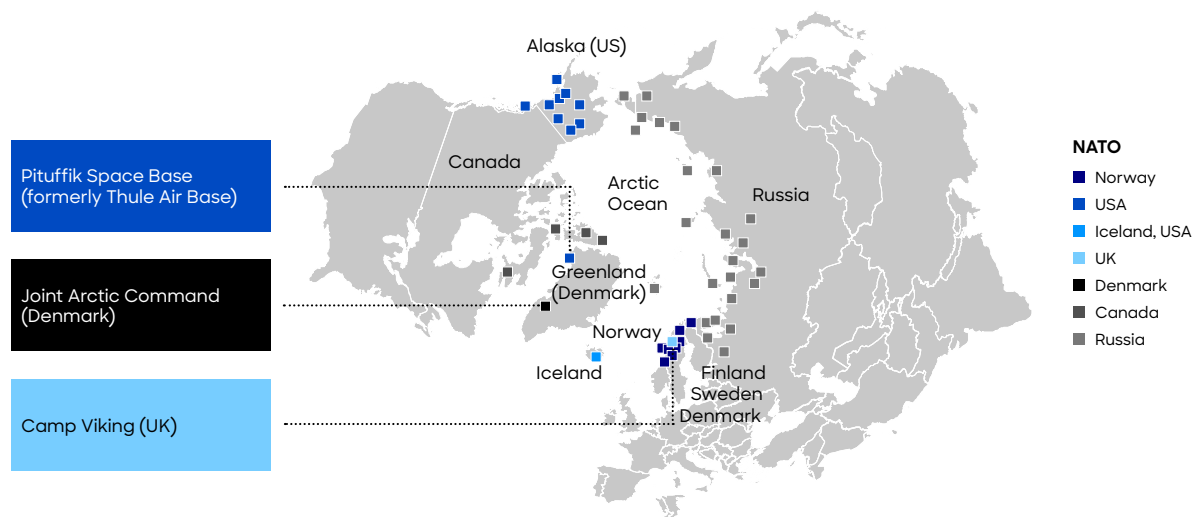 Alaska (US)
Pituffik Space Base
(formerly Thule Air Base)
Canada
Arctic
Ocean
Russia
Joint Arctic Command
(Denmark)
Greenland
(Denmark)
Norway
Iceland
Finland
Sweden
Denmark
Camp Viking (UK)
NATO
Norway
USA
Iceland, USA
UK
Denmark
Canada
Russia